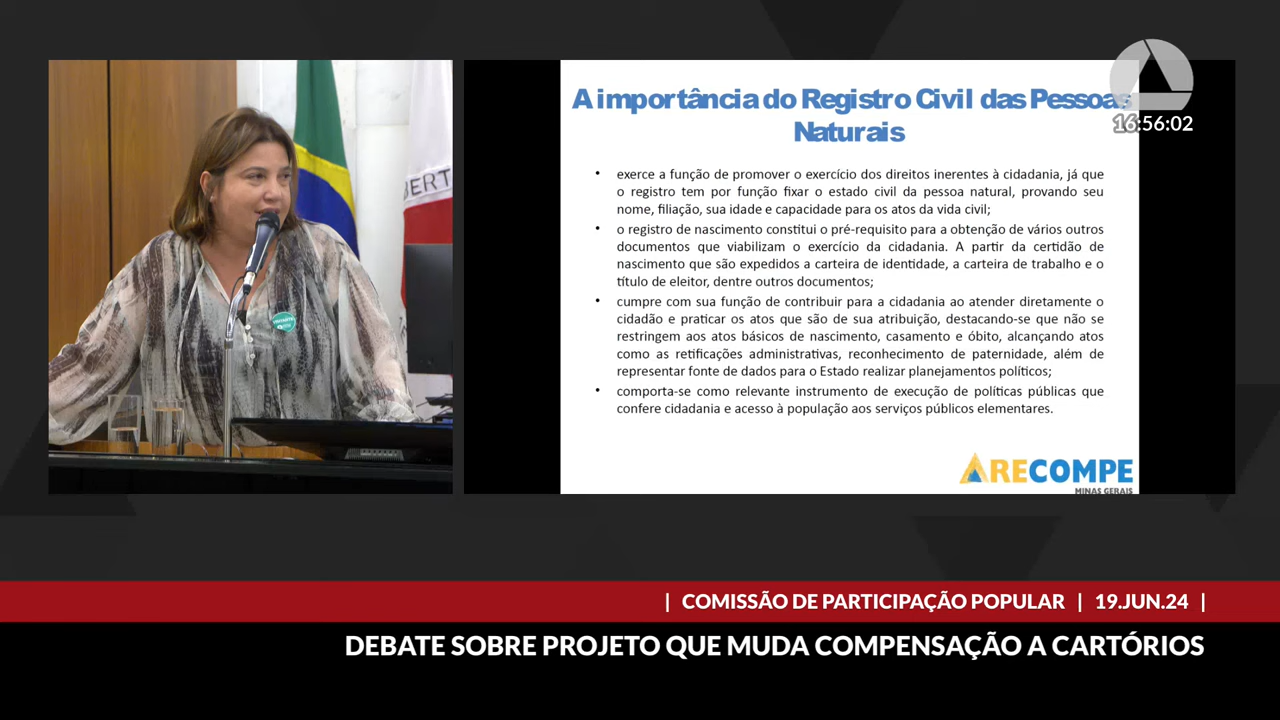 A importância do Registro Civil das Pessoas
Naturais
16:56:02
BERT
• exerce a função de promover o exercício dos direitos inerentes à cidadania, já que
o registro tem por função fixar o estado civil da pessoa natural, provando seu
nome, filiação, sua idade e capacidade para os atos da vida civil;
• o registro de nascimento constitui o pré-requisito para a obtenção de vários outros
documentos que viabilizam o exercício da cidadania. A partir da certidão de
nascimento que são expedidos a carteira de identidade, a carteira de trabalho e o
título de eleitor, dentre outros documentos;
• cumpre com sua função de contribuir para a cidadania ao atender diretamente o
cidadão e praticar os atos que são de sua atribuição, destacando-se que não se
restringem aos atos básicos de nascimento, casamento e óbito, alcançando atos
como as retificações administrativas, reconhecimento de paternidade, além de
representar fonte de dados para o Estado realizar planejamentos políticos;
• comporta-se como relevante instrumento de execução de políticas públicas que
confere cidadania e acesso à população aos serviços públicos elementares.
RECOMPE
MINAS GERAIS
| COMISSÃO DE PARTICIPAÇÃO POPULAR | 19.JUN.24 |
DEBATE SOBRE PROJETO QUE MUDA COMPENSAÇÃO A CARTÓRIOS